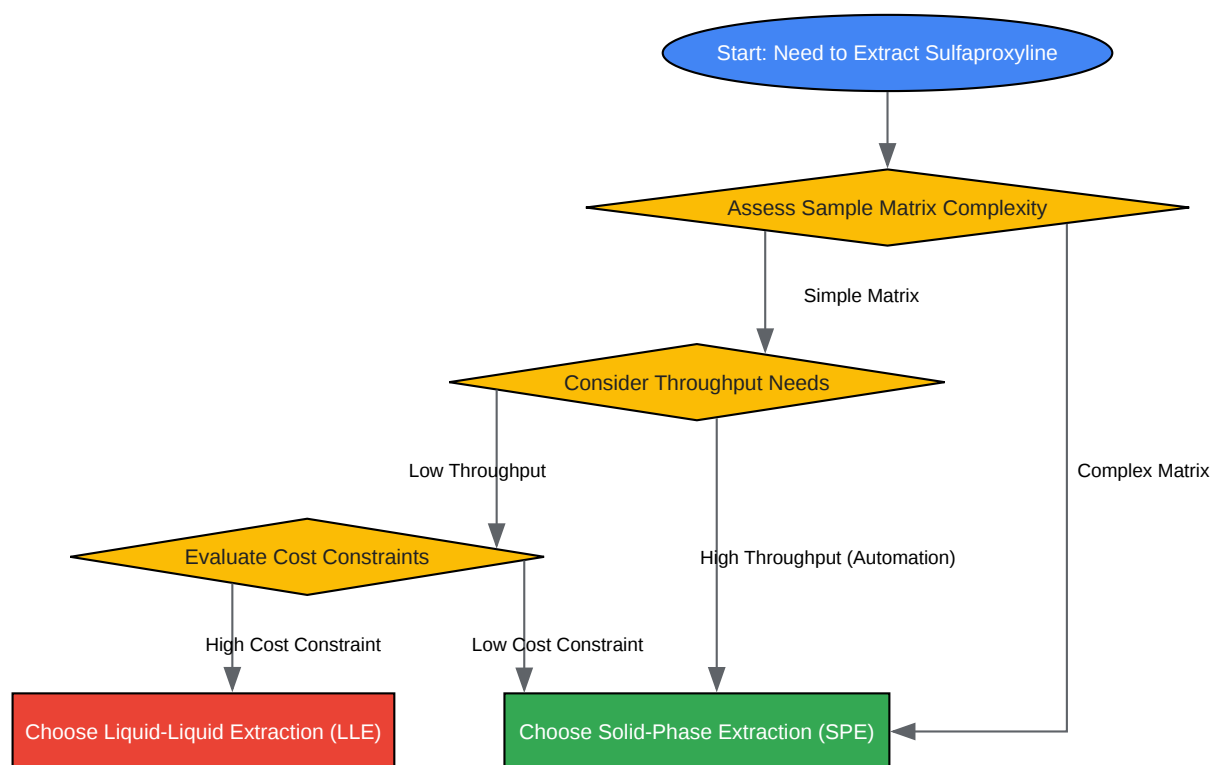 Start: Need to Extract Sulfaproxyline
Assess Sample Matrix Complexity
Simple Matrix
Consider Throughput Needs
Low Throughput
Complex Matrix
Evaluate Cost Constraints
High Throughput (Automation)
High Cost Constraint
Low Cost Constraint
Choose Liquid-Liquid Extraction (LLE)
Choose Solid-Phase Extraction (SPE)